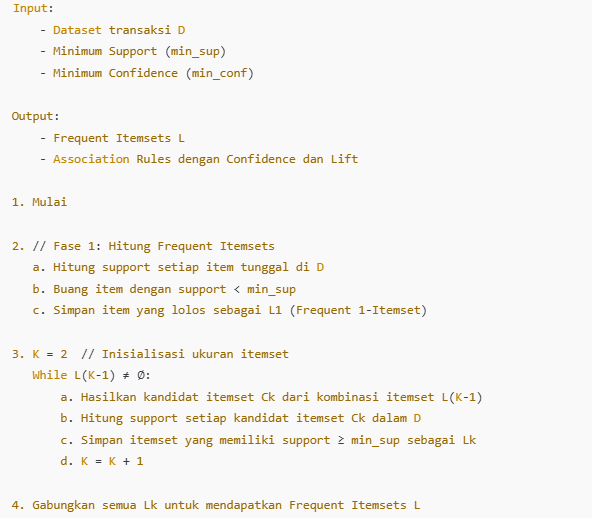 Input:
- Dataset transaksi D
- Minimum Support (min_sup)
- Minimum Confidence (min_conf)
Output:
- Frequent Itemsets L
- Association Rules dengan Confidence dan Lift
1. Mulai
2. // Fase 1: Hitung Frequent Itemsets
a. Hitung support setiap item tunggal di D
b. Buang item dengan support < min_sup
c. Simpan item yang lolos sebagai L1 (Frequent 1-Itemset)
3. K = 2  // Inisialisasi ukuran itemset
While L(K-1) ≠ Ø:
a. Hasilkan kandidat itemset Ck dari kombinasi itemset L(K-1)
b. Hitung support setiap kandidat itemset Ck dalam D
c. Simpan itemset yang memiliki support ≥ min_sup sebagai Lk
d. K = K + 1
4. Gabungkan semua Lk untuk mendapatkan Frequent Itemsets L